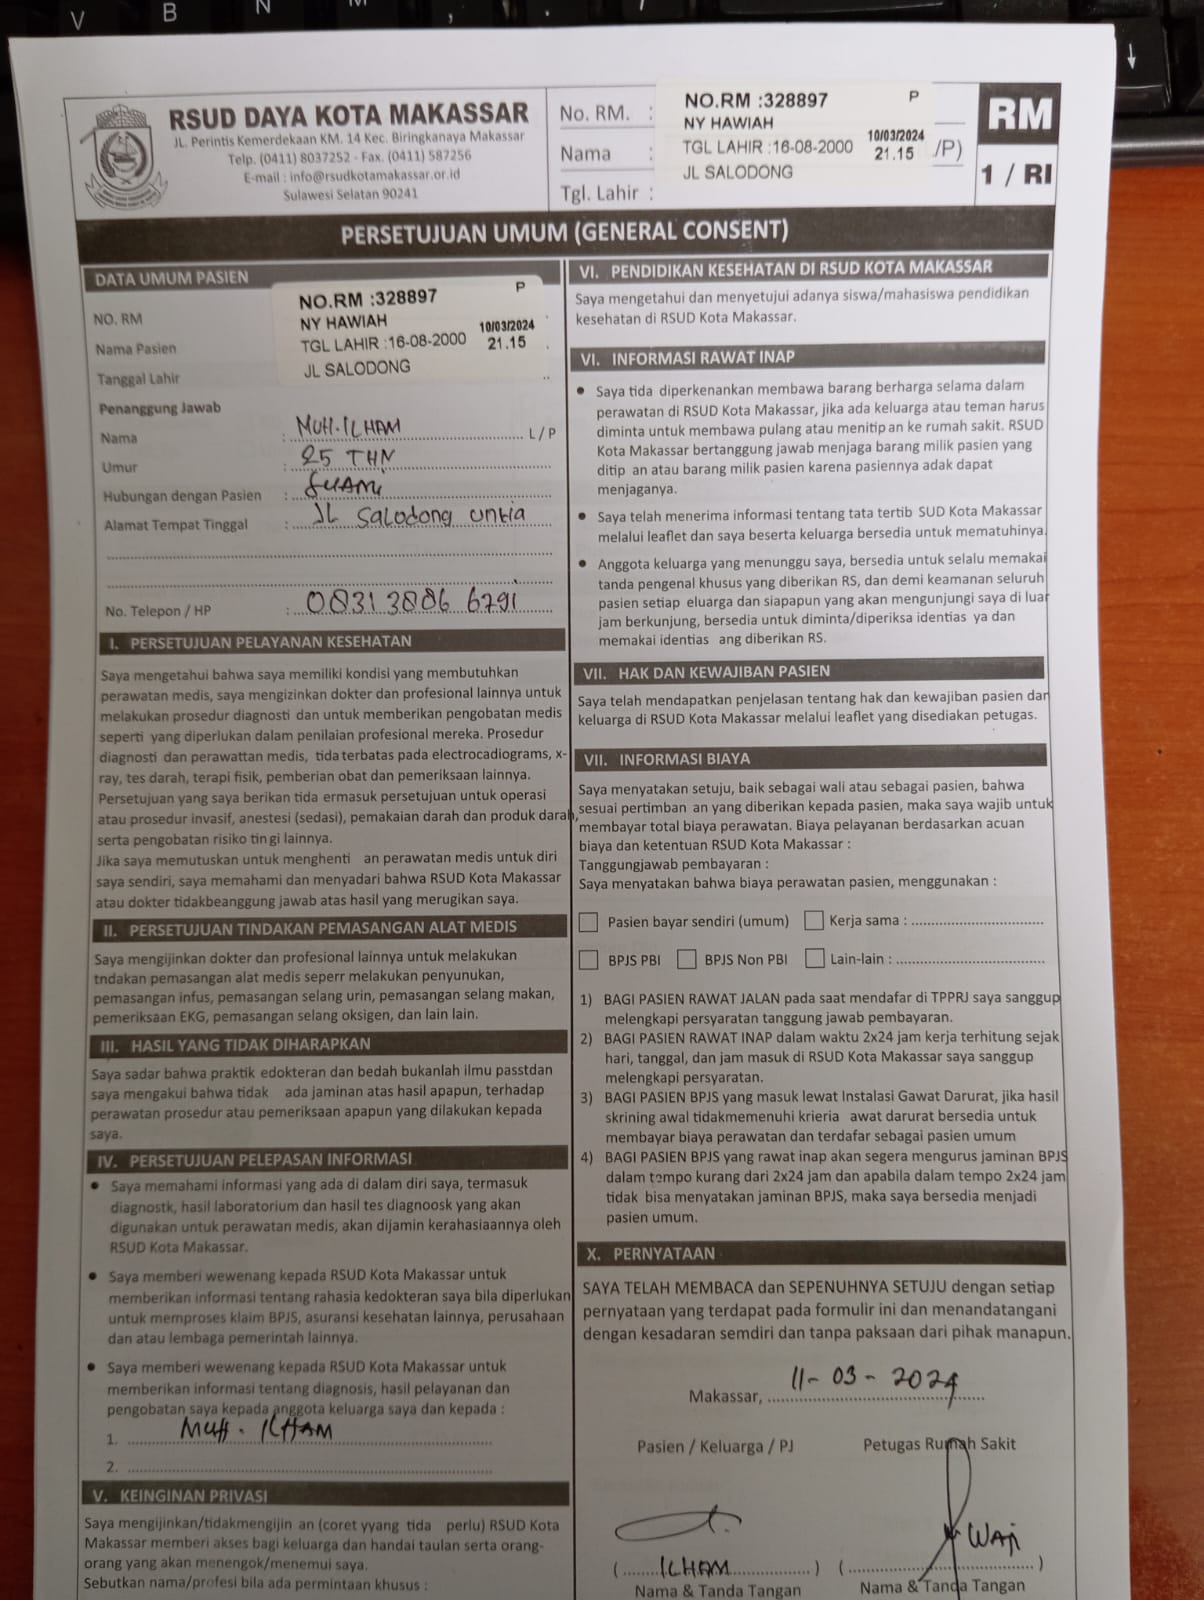 V B N M , . /
↓
RSUD DAYA KOTA MAKASSAR
JL. Perintis Kemerdekaan KM. 14 Kec. Biringkanaya Makassar
Telp. (0411) 8037252 - Fax. (0411) 587256
E-mail : info@rsudkotamakassar.or.id
Sulawesi Selatan 90241
No. RM. :
Nama :
Tgl. Lahir :
NO.RM :328897 P
NY HAWIAH
TGL LAHIR :16-08-2000 10/03/2024 21.15
JL SALODONG
/P)
RM
1 / RI
PERSETUJUAN UMUM (GENERAL CONSENT)
DATA UMUM PASIEN
NO. RM
Nama Pasien
Tanggal Lahir
NO.RM :328897 P
NY HAWIAH
TGL LAHIR :16-08-2000 10/03/2024 21.15
JL SALODONG
Penanggung Jawab
Nama : MUH. ILHAM L / P
Umur : 25 THN
Hubungan dengan Pasien : SUAMi
Alamat Tempat Tinggal : JL Salodong untia
No. Telepon / HP : 0831 3886 6791
I. PERSETUJUAN PELAYANAN KESEHATAN
Saya mengetahui bahwa saya memiliki kondisi yang membutuhkan
perawatan medis, saya mengizinkan dokter dan profesional lainnya untuk
melakukan prosedur diagnosti dan untuk memberikan pengobatan medis
seperti yang diperlukan dalam penilaian profesional mereka. Prosedur
diagnosti dan perawattan medis, tida terbatas pada electrocadiograms, x-
ray, tes darah, terapi fisik, pemberian obat dan pemeriksaan lainnya.
Persetujuan yang saya berikan tida ermasuk persetujuan untuk operasi
atau prosedur invasif, anestesi (sedasi), pemakaian darah dan produk darah,
serta pengobatan risiko tin gi lainnya.
Jika saya memutuskan untuk menghenti an perawatan medis untuk diri
saya sendiri, saya memahami dan menyadari bahwa RSUD Kota Makassar
atau dokter tidakbeanggung jawab atas hasil yang merugikan saya.
II. PERSETUJUAN TINDAKAN PEMASANGAN ALAT MEDIS
Saya mengijinkan dokter dan profesional lainnya untuk melakukan
tndakan pemasangan alat medis seperr melakukan penyunukan,
pemasangan infus, pemasangan selang urin, pemasangan selang makan,
pemeriksaan EKG, pemasangan selang oksigen, dan lain lain.
III. HASIL YANG TIDAK DIHARAPKAN
Saya sadar bahwa praktik edokteran dan bedah bukanlah ilmu passtdan
saya mengakui bahwa tidak ada jaminan atas hasil apapun, terhadap
perawatan prosedur atau pemeriksaan apapun yang dilakukan kepada
saya.
IV. PERSETUJUAN PELEPASAN INFORMASI
• Saya memahami informasi yang ada di dalam diri saya, termasuk
diagnostk, hasil laboratorium dan hasil tes diagnoosk yang akan
digunakan untuk perawatan medis, akan dijamin kerahasiaannya oleh
RSUD Kota Makassar.
• Saya memberi wewenang kepada RSUD Kota Makassar untuk
memberikan informasi tentang rahasia kedokteran saya bila diperlukan
untuk memproses klaim BPJS, asuransi kesehatan lainnya, perusahaan
dan atau lembaga pemerintah lainnya.
• Saya memberi wewenang kepada RSUD Kota Makassar untuk
memberikan informasi tentang diagnosis, hasil pelayanan dan
pengobatan saya kepada anggota keluarga saya dan kepada :
1. MUH. ILHAM
2.
V. KEINGINAN PRIVASI
Saya mengijinkan/tidakmengijin an (coret yyang tida perlu) RSUD Kota
Makassar memberi akses bagi keluarga dan handai taulan serta orang-
orang yang akan menengok/menemui saya.
Sebutkan nama/profesi bila ada permintaan khusus :
VI. PENDIDIKAN KESEHATAN DI RSUD KOTA MAKASSAR
Saya mengetahui dan menyetujui adanya siswa/mahasiswa pendidikan
kesehatan di RSUD Kota Makassar.
VI. INFORMASI RAWAT INAP
• Saya tida diperkenankan membawa barang berharga selama dalam
perawatan di RSUD Kota Makassar, jika ada keluarga atau teman harus
diminta untuk membawa pulang atau menitip an ke rumah sakit. RSUD
Kota Makassar bertanggung jawab menjaga barang milik pasien yang
ditip an atau barang milik pasien karena pasiennya adak dapat
menjaganya.
• Saya telah menerima informasi tentang tata tertib SUD Kota Makassar
melalui leaflet dan saya beserta keluarga bersedia untuk mematuhinya.
• Anggota keluarga yang menunggu saya, bersedia untuk selalu memakai
tanda pengenal khusus yang diberikan RS, dan demi keamanan seluruh
pasien setiap eluarga dan siapapun yang akan mengunjungi saya di luar
jam berkunjung, bersedia untuk diminta/diperiksa identias ya dan
memakai identias ang diberikan RS.
VII. HAK DAN KEWAJIBAN PASIEN
Saya telah mendapatkan penjelasan tentang hak dan kewajiban pasien dan
keluarga di RSUD Kota Makassar melalui leaflet yang disediakan petugas.
VII. INFORMASI BIAYA
Saya menyatakan setuju, baik sebagai wali atau sebagai pasien, bahwa
sesuai pertimban an yang diberikan kepada pasien, maka saya wajib untuk
membayar total biaya perawatan. Biaya pelayanan berdasarkan acuan
biaya dan ketentuan RSUD Kota Makassar :
Tanggungjawab pembayaran :
Saya menyatakan bahwa biaya perawatan pasien, menggunakan :
Pasien bayar sendiri (umum) Kerja sama :
BPJS PBI BPJS Non PBI Lain-lain :
1) BAGI PASIEN RAWAT JALAN pada saat mendafar di TPPRJ saya sanggup
melengkapi persyaratan tanggung jawab pembayaran.
2) BAGI PASIEN RAWAT INAP dalam waktu 2x24 jam kerja terhitung sejak
hari, tanggal, dan jam masuk di RSUD Kota Makassar saya sanggup
melengkapi persyaratan.
3) BAGI PASIEN BPJS yang masuk lewat Instalasi Gawat Darurat, jika hasil
skrining awal tidakmemenuhi krieria awat darurat bersedia untuk
membayar biaya perawatan dan terdafar sebagai pasien umum
4) BAGI PASIEN BPJS yang rawat inap akan segera mengurus jaminan BPJS
dalam tempo kurang dari 2x24 jam dan apabila dalam tempo 2x24 jam
tidak bisa menyatakan jaminan BPJS, maka saya bersedia menjadi
pasien umum.
X. PERNYATAAN
SAYA TELAH MEMBACA dan SEPENUHNYA SETUJU dengan setiap
pernyataan yang terdapat pada formulir ini dan menandatangani
dengan kesadaran semdiri dan tanpa paksaan dari pihak manapun.
Makassar, 11-03-2024
Pasien / Keluarga / PJ Petugas Rumah Sakit
( ILHAM ) ( )
Nama & Tanda Tangan Nama & Tanda Tangan